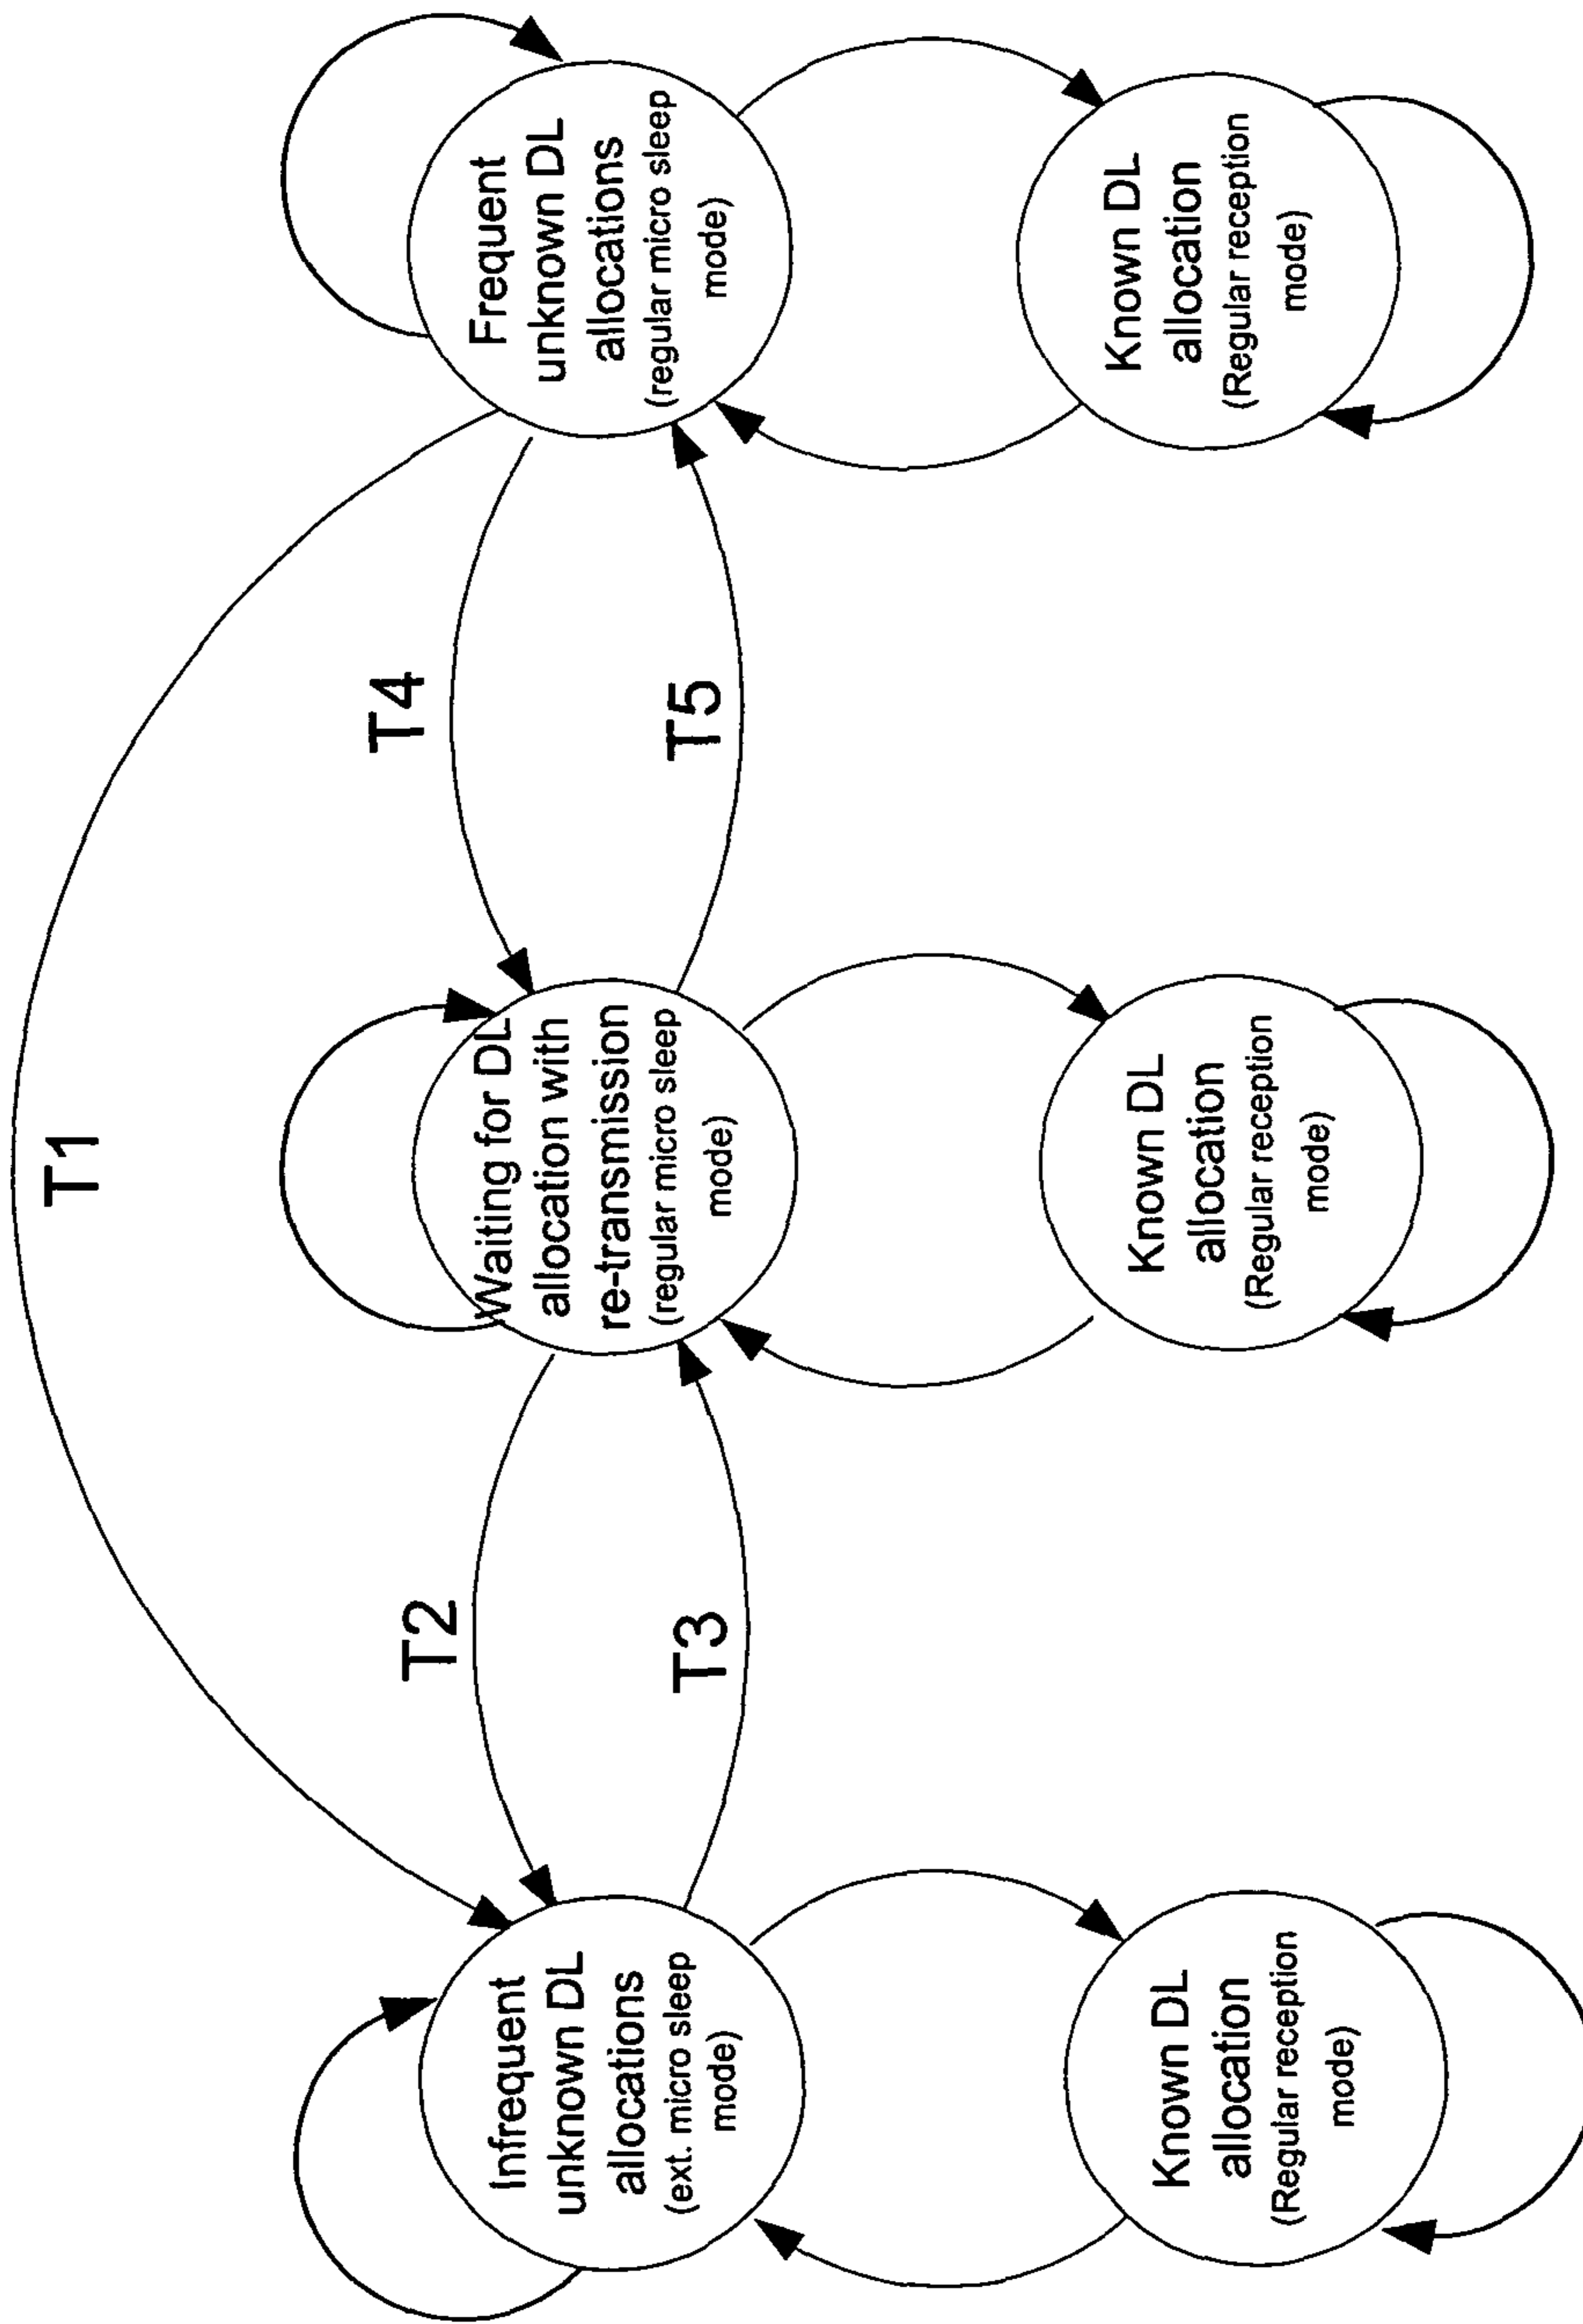 T1
T2
T4
T3
T5
Infrequent
unknown DL
allocations
(ext. micro sleep
mode)
Waiting for DL
allocation with
re-transmission
(regular micro sleep
mode)
Frequent
unknown DL
allocations
(regular micro sleep
mode)
Known DL
allocation
(Regular reception
mode)
Known DL
allocation
(Regular reception
mode)
Known DL
allocation
(Regular reception
mode)